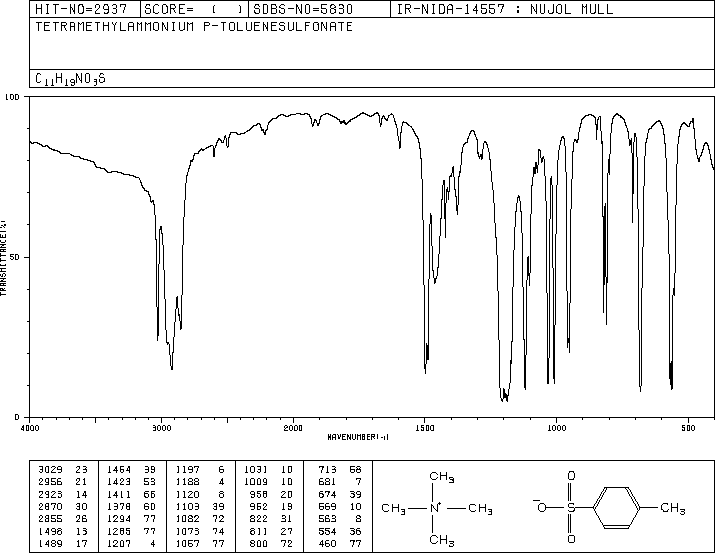 HIT-NO=2937 SCORE= ( ) SDBS-NO=5830 IR-NIDA-14557 : NUJOL MULL
TETRAMETHYLAMMONIUM P-TOLUENESULFONATE
C11H19NO3S
100
TRANSMITTANCE(%)
50
0
4000 3000 2000 1500 1000 500
WAVENUMBER(-1)
3029 23 1464 39 1197 6 1031 10 713 58
2956 21 1423 53 1188 4 1009 10 681 7
2923 14 1411 66 1120 8 958 20 674 39
2870 30 1378 60 1103 39 952 19 569 10
2855 26 1294 77 1082 72 822 31 563 8
1498 13 1285 77 1073 74 811 27 554 36
1489 17 1207 4 1067 77 800 72 460 77
CH3
CH3 N+ CH3
CH3
O
-O S CH3
O